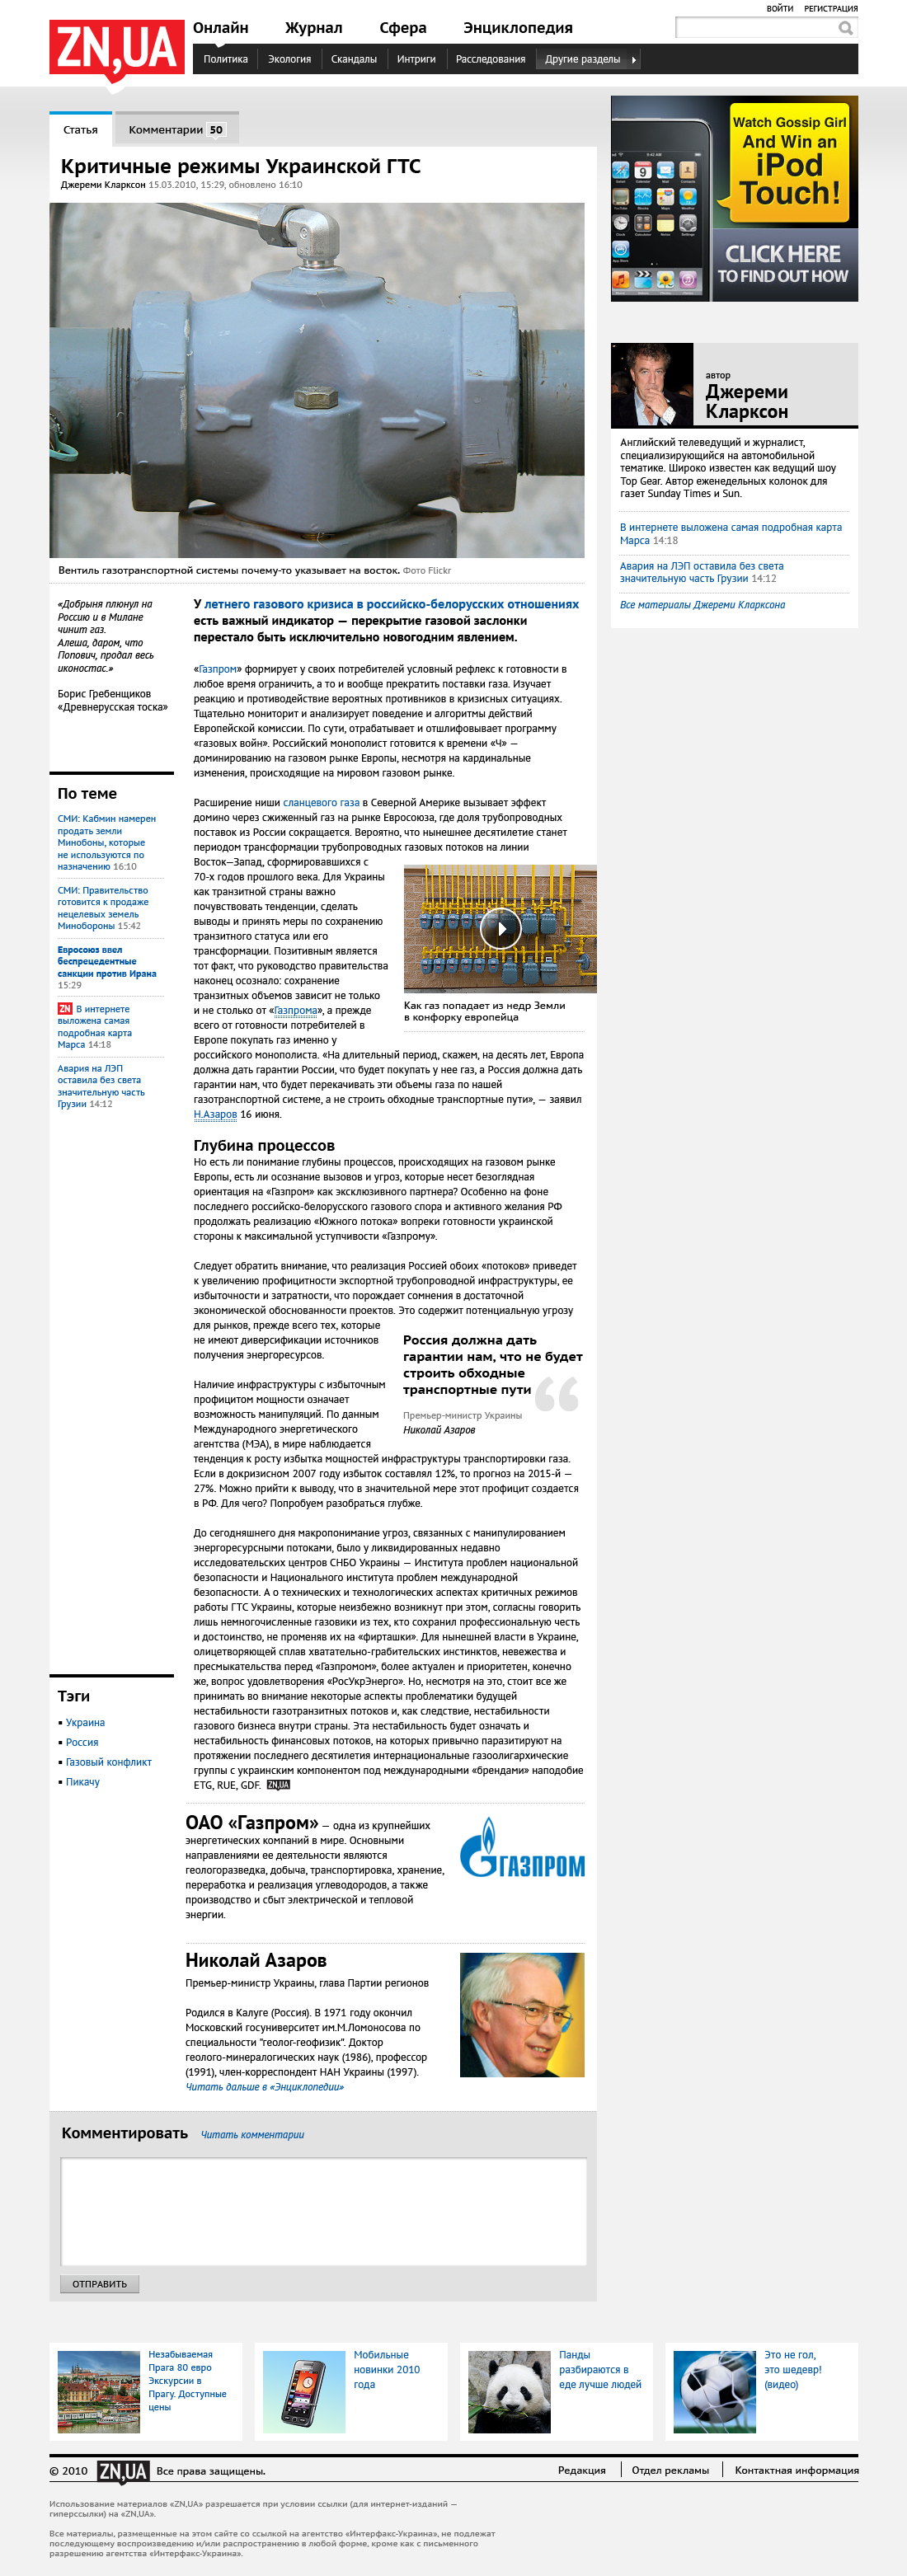 ВОЙТИ РЕГИСТРАЦИЯ
ZN,UA
Онлайн Журнал Сфера Энциклопедия
Политика Экология Скандалы Интриги Расследования Другие разделы
Статья Комментарии 50
Критичные режимы Украинской ГТС
Джереми Кларксон 15.03.2010, 15:29, обновлено 16:10
Вентиль газотранспортной системы почему-то указывает на восток. Фото Flickr
«Добрыня плюнул на
Россию и в Милане
чинит газ.
Алеша, даром, что
Попович, продал весь
иконостас.»
Борис Гребенщиков
«Древнерусская тоска»
По теме
СМИ: Кабмин намерен
продать земли
Минобоны, которые
не используются по
назначению 16:10
СМИ: Правительство
готовится к продаже
нецелевых земель
Минобороны 15:42
Евросоюз ввел
беспрецедентные
санкции против Ирана
15:29
ZN В интернете
выложена самая
подробная карта
Марса 14:18
Авария на ЛЭП
оставила без света
значительную часть
Грузии 14:12
Тэги
Украина
Россия
Газовый конфликт
Пикачу
У летнего газового кризиса в российско-белорусских отношениях
есть важный индикатор — перекрытие газовой заслонки
перестало быть исключительно новогодним явлением.
«Газпром» формирует у своих потребителей условный рефлекс к готовности в
любое время ограничить, а то и вообще прекратить поставки газа. Изучает
реакцию и противодействие вероятных противников в кризисных ситуациях.
Тщательно мониторит и анализирует поведение и алгоритмы действий
Европейской комиссии. По сути, отрабатывает и отшлифовывает программу
«газовых войн». Российский монополист готовится к времени «Ч» —
доминированию на газовом рынке Европы, несмотря на кардинальные
изменения, происходящие на мировом газовом рынке.
Расширение ниши сланцевого газа в Северной Америке вызывает эффект
домино через сжиженный газ на рынке Евросоюза, где доля трубопроводных
поставок из России сокращается. Вероятно, что нынешнее десятилетие станет
периодом трансформации трубопроводных газовых потоков на линии
Восток—Запад, сформировавшихся с
70-х годов прошлого века. Для Украины
как транзитной страны важно
почувствовать тенденции, сделать
выводы и принять меры по сохранению
транзитного статуса или его
трансформации. Позитивным является
тот факт, что руководство правительства
наконец осознало: сохранение
транзитных объемов зависит не только
и не столько от «Газпрома», а прежде
всего от готовности потребителей в
Европе покупать газ именно у
российского монополиста. «На длительный период, скажем, на десять лет, Европа
должна дать гарантии России, что будет покупать у нее газ, а Россия должна дать
гарантии нам, что будет перекачивать эти объемы газа по нашей
газотранспортной системе, а не строить обходные транспортные пути», — заявил
Н.Азаров 16 июня.
Как газ попадает из недр Земли
в конфорку европейца
Глубина процессов
Но есть ли понимание глубины процессов, происходящих на газовом рынке
Европы, есть ли осознание вызовов и угроз, которые несет безоглядная
ориентация на «Газпром» как эксклюзивного партнера? Особенно на фоне
последнего российско-белорусского газового спора и активного желания РФ
продолжать реализацию «Южного потока» вопреки готовности украинской
стороны к максимальной уступчивости «Газпрому».
Следует обратить внимание, что реализация Россией обоих «потоков» приведет
к увеличению профицитности экспортной трубопроводной инфраструктуры, ее
избыточности и затратности, что порождает сомнения в достаточной
экономической обоснованности проектов. Это содержит потенциальную угрозу
для рынков, прежде всего тех, которые
не имеют диверсификации источников
получения энергоресурсов.
Россия должна дать
гарантии нам, что не будет
строить обходные
транспортные пути “
Премьер-министр Украины
Николай Азаров
Наличие инфраструктуры с избыточным
профицитом мощности означает
возможность манипуляций. По данным
Международного энергетического
агентства (МЭА), в мире наблюдается
тенденция к росту избытка мощностей инфраструктуры транспортировки газа.
Если в докризисном 2007 году избыток составлял 12%, то прогноз на 2015-й —
27%. Можно прийти к выводу, что в значительной мере этот профицит создается
в РФ. Для чего? Попробуем разобраться глубже.
До сегодняшнего дня макропонимание угроз, связанных с манипулированием
энергоресурсными потоками, было у ликвидированных недавно
исследовательских центров СНБО Украины — Института проблем национальной
безопасности и Национального института проблем международной
безопасности. А о технических и технологических аспектах критичных режимов
работы ГТС Украины, которые неизбежно возникнут при этом, согласны говорить
лишь немногочисленные газовики из тех, кто сохранил профессиональную честь
и достоинство, не променяв их на «фирташки». Для нынешней власти в Украине,
олицетворяющей сплав хватательно-грабительских инстинктов, невежества и
пресмыкательства перед «Газпромом», более актуален и приоритетен, конечно
же, вопрос удовлетворения «РосУкрЭнерго». Но, несмотря на это, стоит все же
принимать во внимание некоторые аспекты проблематики будущей
нестабильности газотранзитных потоков и, как следствие, нестабильности
газового бизнеса внутри страны. Эта нестабильность будет означать и
нестабильность финансовых потоков, на которых привычно паразитируют на
протяжении последнего десятилетия интернациональные газоолигархические
группы с украинским компонентом под международными «брендами» наподобие
ETG, RUE, GDF. ZN,UA
ОАО «Газпром» — одна из крупнейших
энергетических компаний в мире. Основными
направлениями ее деятельности являются
геологоразведка, добыча, транспортировка, хранение,
переработка и реализация углеводородов, а также
производство и сбыт электрической и тепловой
энергии.
ГАЗПРОМ
Николай Азаров
Премьер-министр Украины, глава Партии регионов
Родился в Калуге (Россия). В 1971 году окончил
Московский госуниверситет им.М.Ломоносова по
специальности "геолог-геофизик". Доктор
геолого-минералогических наук (1986), профессор
(1991), член-корреспондент НАН Украины (1997).
Читать дальше в «Энциклопедии»
Комментировать Читать комментарии
ОТПРАВИТЬ
Watch Gossip Girl
And Win an
iPod
Touch!
CLICK HERE
TO FIND OUT HOW
автор
Джереми
Кларксон
Английский телеведущий и журналист,
специализирующийся на автомобильной
тематике. Широко известен как ведущий шоу
Top Gear. Автор еженедельных колонок для
газет Sunday Times и Sun.
В интернете выложена самая подробная карта
Марса 14:18
Авария на ЛЭП оставила без света
значительную часть Грузии 14:12
Все материалы Джереми Кларксона
Незабываемая
Прага 80 евро
Экскурсии в
Прагу. Доступные
цены
Мобильные
новинки 2010
года
Панды
разбираются в
еде лучше людей
Это не гол,
это шедевр!
(видео)
© 2010 ZN,UA Все права защищены.
Редакция Отдел рекламы Контактная информация
Использование материалов «ZN,UA» разрешается при условии ссылки (для интернет-изданий —
гиперссылки) на «ZN,UA».
Все материалы, размещенные на этом сайте со ссылкой на агентство «Интерфакс-Украина», не подлежат
последующему воспроизведению и/или распространению в любой форме, кроме как с письменного
разрешение агентства «Интерфакс-Украина».